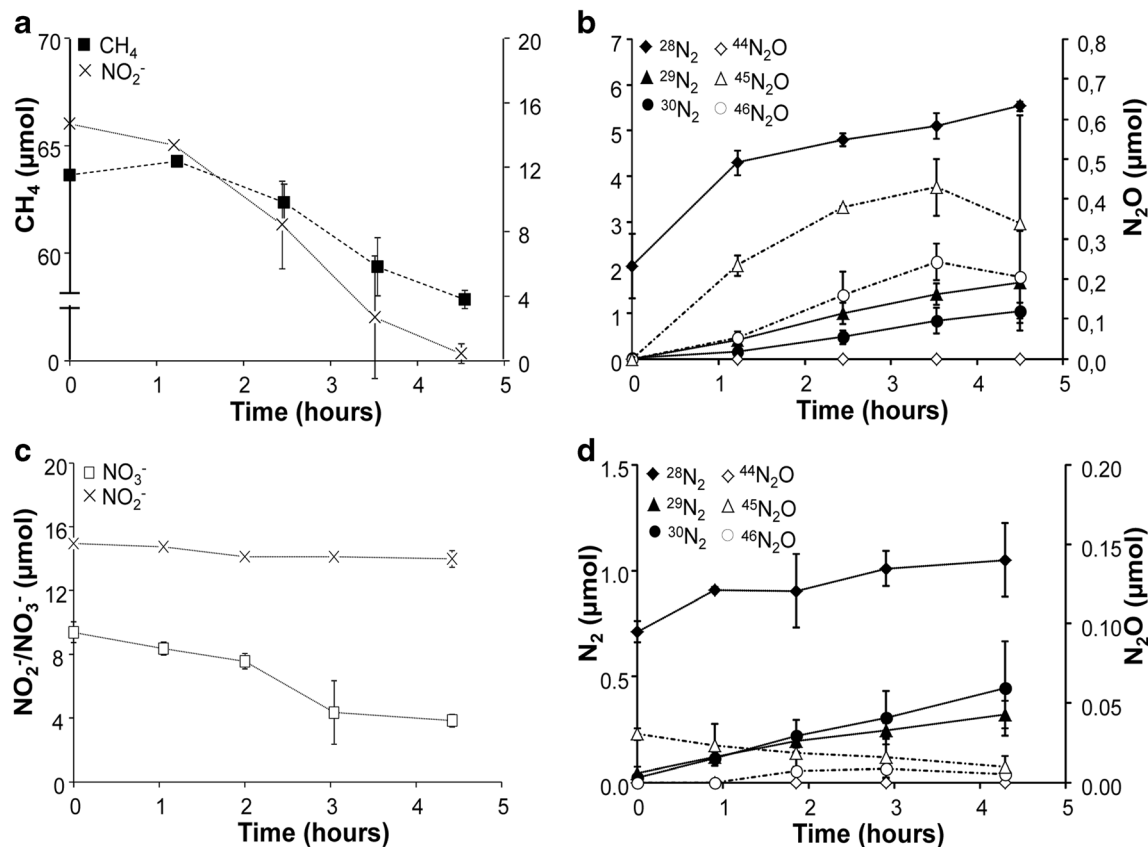 a
70
65
60
0
CH₄ (µmol)
■ CH₄
× NO₂⁻
20
16
12
8
4
0
0 1 2 3 4 5
Time (hours)
b
7
6
5
4
3
2
1
0
◆ ²⁸N₂ ◇ ⁴⁴N₂O
▲ ²⁹N₂ △ ⁴⁵N₂O
● ³⁰N₂ ○ ⁴⁶N₂O
0,8
0,7
0,6
0,5
0,4
0,3
0,2
0,1
0,0
N₂O (µmol)
0 1 2 3 4 5
Time (hours)
c
20
16
12
8
4
0
NO₂⁻/NO₃⁻ (µmol)
□ NO₃⁻
× NO₂⁻
0 1 2 3 4 5
Time (hours)
d
1.5
1.0
0.5
0
N₂ (µmol)
◆ ²⁸N₂ ◇ ⁴⁴N₂O
▲ ²⁹N₂ △ ⁴⁵N₂O
● ³⁰N₂ ○ ⁴⁶N₂O
0.20
0.15
0.10
0.05
0.00
N₂O (µmol)
0 1 2 3 4 5
Time (hours)